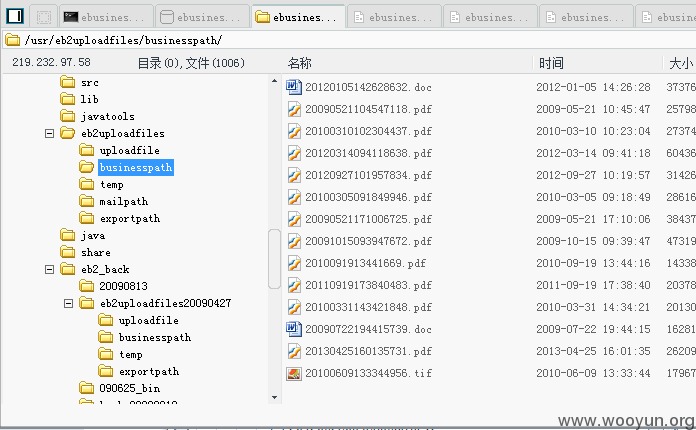 ebusines... ebusines... ebusines... ebusines... ebusines... ebusines... ebusines
/usr/eb2uploadfiles/businesspath/
219.232.97.58 目录(0),文件(1006) 名称 时间 大小
src
lib
javatools
eb2uploadfiles
uploadfile
businesspath
temp
mailpath
exportpath
java
share
eb2_back
20090813
eb2uploadfiles20090427
uploadfile
businesspath
temp
exportpath
090625_bin
20120105142628632.doc 2012-01-05 14:26:28 37376
20090521104547118.pdf 2009-05-21 10:45:47 25798
20100310102304437.pdf 2010-03-10 10:23:04 27374
20120314094118638.pdf 2012-03-14 09:41:18 60436
20120927101957834.pdf 2012-09-27 10:19:57 31426
20100305091849946.pdf 2010-03-05 09:18:49 28616
20090521171006725.pdf 2009-05-21 17:10:06 38437
20091015093947672.pdf 2009-10-15 09:39:47 47319
2010091913441669.pdf 2010-09-19 13:44:16 14338
20110919173840483.pdf 2011-09-19 17:38:40 20378
20100331143421848.pdf 2010-03-31 14:34:21 20130
20090722194415739.doc 2009-07-22 19:44:15 16281
20130425160135731.pdf 2013-04-25 16:01:35 26209
20100609133344956.tif 2010-06-09 13:33:44 17967
www.wooyun.org